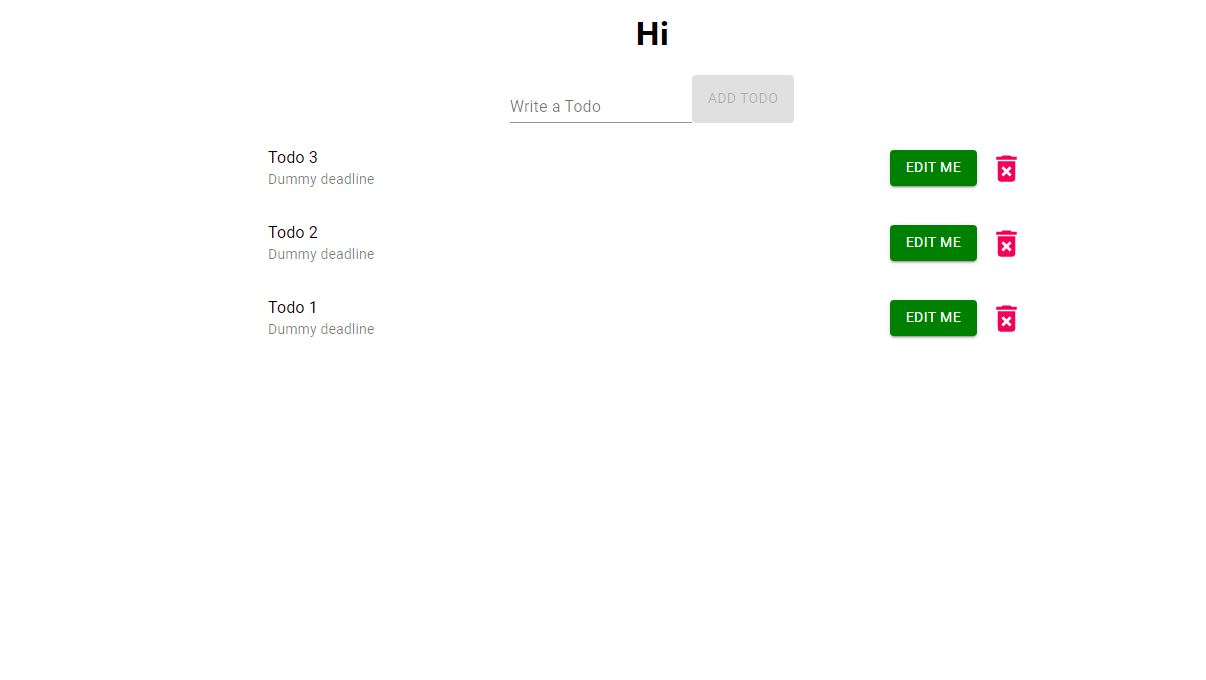 Hi
Write a Todo ADD TODO
Todo 3
Dummy deadline
EDIT ME
Todo 2
Dummy deadline
EDIT ME
Todo 1
Dummy deadline
EDIT ME